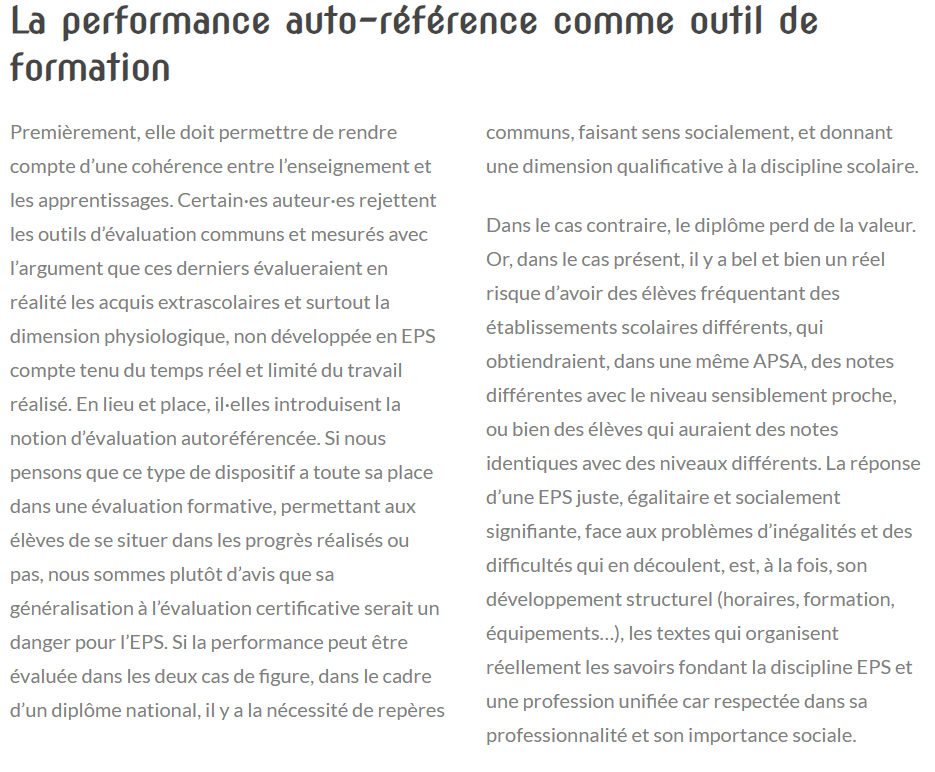 La performance auto-référence comme outil de
formation
Premièrement, elle doit permettre de rendre
compte d’une cohérence entre l’enseignement et
les apprentissages. Certain·es auteur·es rejettent
les outils d’évaluation communs et mesurés avec
l’argument que ces derniers évalueraient en
réalité les acquis extrascolaires et surtout la
dimension physiologique, non développée en EPS
compte tenu du temps réel et limité du travail
réalisé. En lieu et place, il·elles introduisent la
notion d’évaluation autoréférencée. Si nous
pensons que ce type de dispositif a toute sa place
dans une évaluation formative, permettant aux
élèves de se situer dans les progrès réalisés ou
pas, nous sommes plutôt d’avis que sa
généralisation à l’évaluation certificative serait un
danger pour l’EPS. Si la performance peut être
évaluée dans les deux cas de figure, dans le cadre
d’un diplôme national, il y a la nécessité de repères
communs, faisant sens socialement, et donnant
une dimension qualificative à la discipline scolaire.
Dans le cas contraire, le diplôme perd de la valeur.
Or, dans le cas présent, il y a bel et bien un réel
risque d’avoir des élèves fréquentant des
établissements scolaires différents, qui
obtiendraient, dans une même APSA, des notes
différentes avec le niveau sensiblement proche,
ou bien des élèves qui auraient des notes
identiques avec des niveaux différents. La réponse
d’une EPS juste, égalitaire et socialement
signifiante, face aux problèmes d’inégalités et des
difficultés qui en découlent, est, à la fois, son
développement structurel (horaires, formation,
équipements…), les textes qui organisent
réellement les savoirs fondant la discipline EPS et
une profession unifiée car respectée dans sa
professionnalité et son importance sociale.